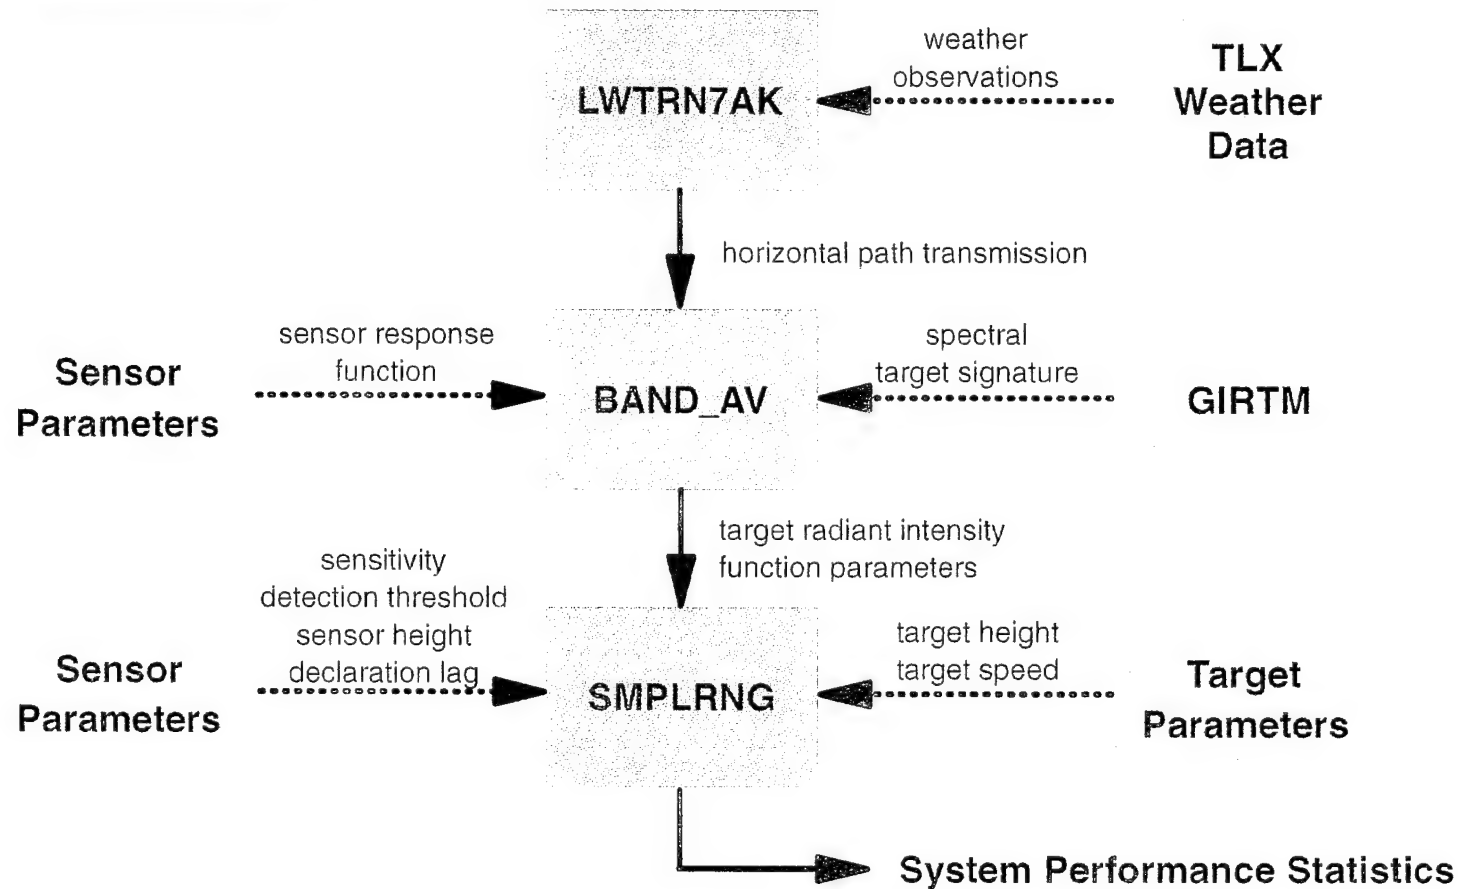 weather
observations
TLX
Weather
Data
LWTRN7AK
horizontal path transmission
sensor response
function
Sensor
Parameters
BAND_AV
spectral
target signature
GIRTM
target radiant intensity
function parameters
sensitivity
detection threshold
sensor height
declaration lag
Sensor
Parameters
SMPLRNG
target height
target speed
Target
Parameters
System Performance Statistics